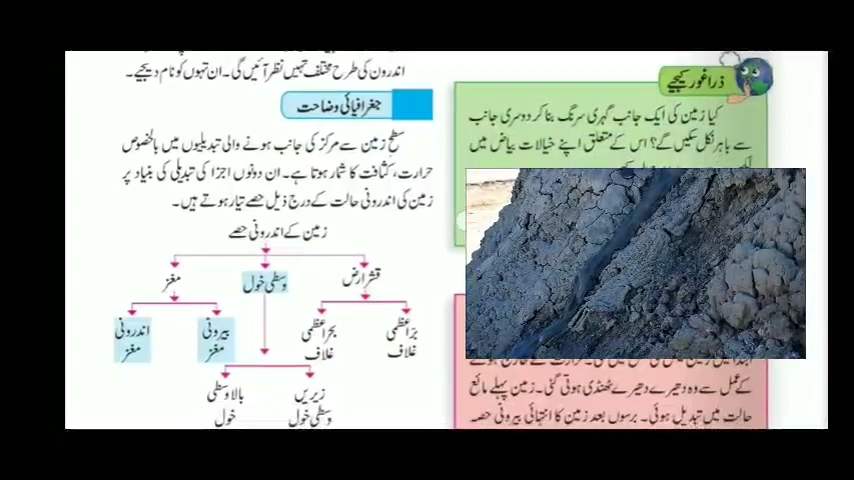 ذرا غور کیجیے
کیا زمین کی ایک جانب گہری سرنگ بنا کر دوسری جانب
سے باہر نکل سکیں گے؟ اس کے متعلق اپنے خیالات بیاض میں
کے عمل سے وہ دھیرے دھیرے ٹھنڈی ہوتی گئی۔ زمین پہلے مائع
حالت میں تبدیل ہوئی۔ برسوں بعد زمین کا انتہائی بیرونی حصہ
اندرون کی طرح مختلف تہیں نظر آئیں گی۔ ان تہوں کو نام دیجیے۔
جغرافیائی وضاحت
سطح زمین سے مرکز کی جانب ہونے والی تبدیلیوں میں بالخصوص
حرارت، کثافت کا شمار ہوتا ہے۔ ان دونوں اجزا کی تبدیلی کی بنیاد پر
زمین کی اندرونی حالت کے درج ذیل حصے تیار ہوتے ہیں۔
زمین کے اندرونی حصے
قشر ارض وسطی خول مغز
برّاعظمی غلاف
بحر اعظمی غلاف
بیرونی مغز
اندرونی مغز
زیریں وسطی خول
بالا وسطی خول